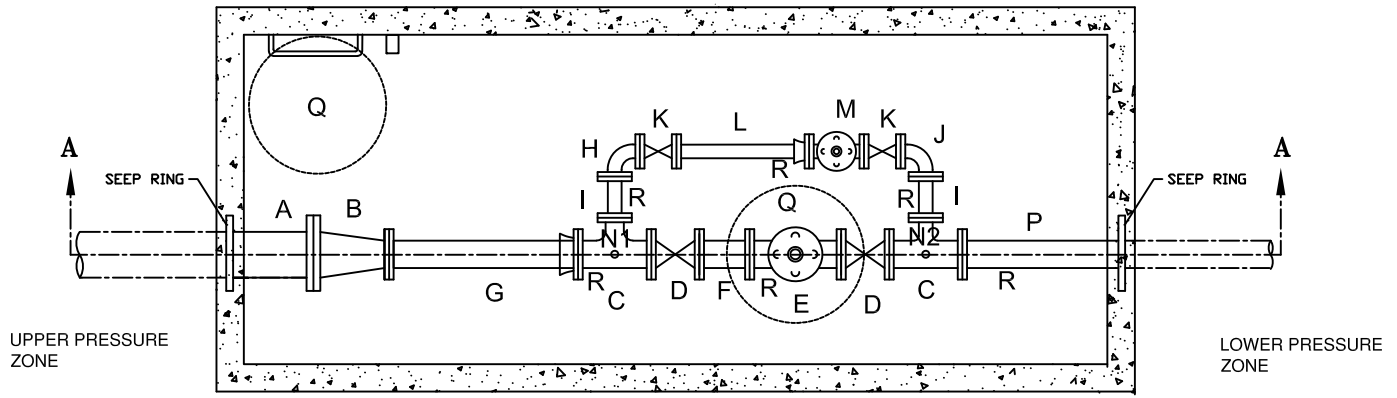 Q
A
SEEP RING
A
B
H
K
L
M
K
J
I
R
R
R
I
N1
N2
Q
P
G
R
C
D
F
R
E
D
C
R
SEEP RING
A
UPPER PRESSURE
ZONE
LOWER PRESSURE
ZONE